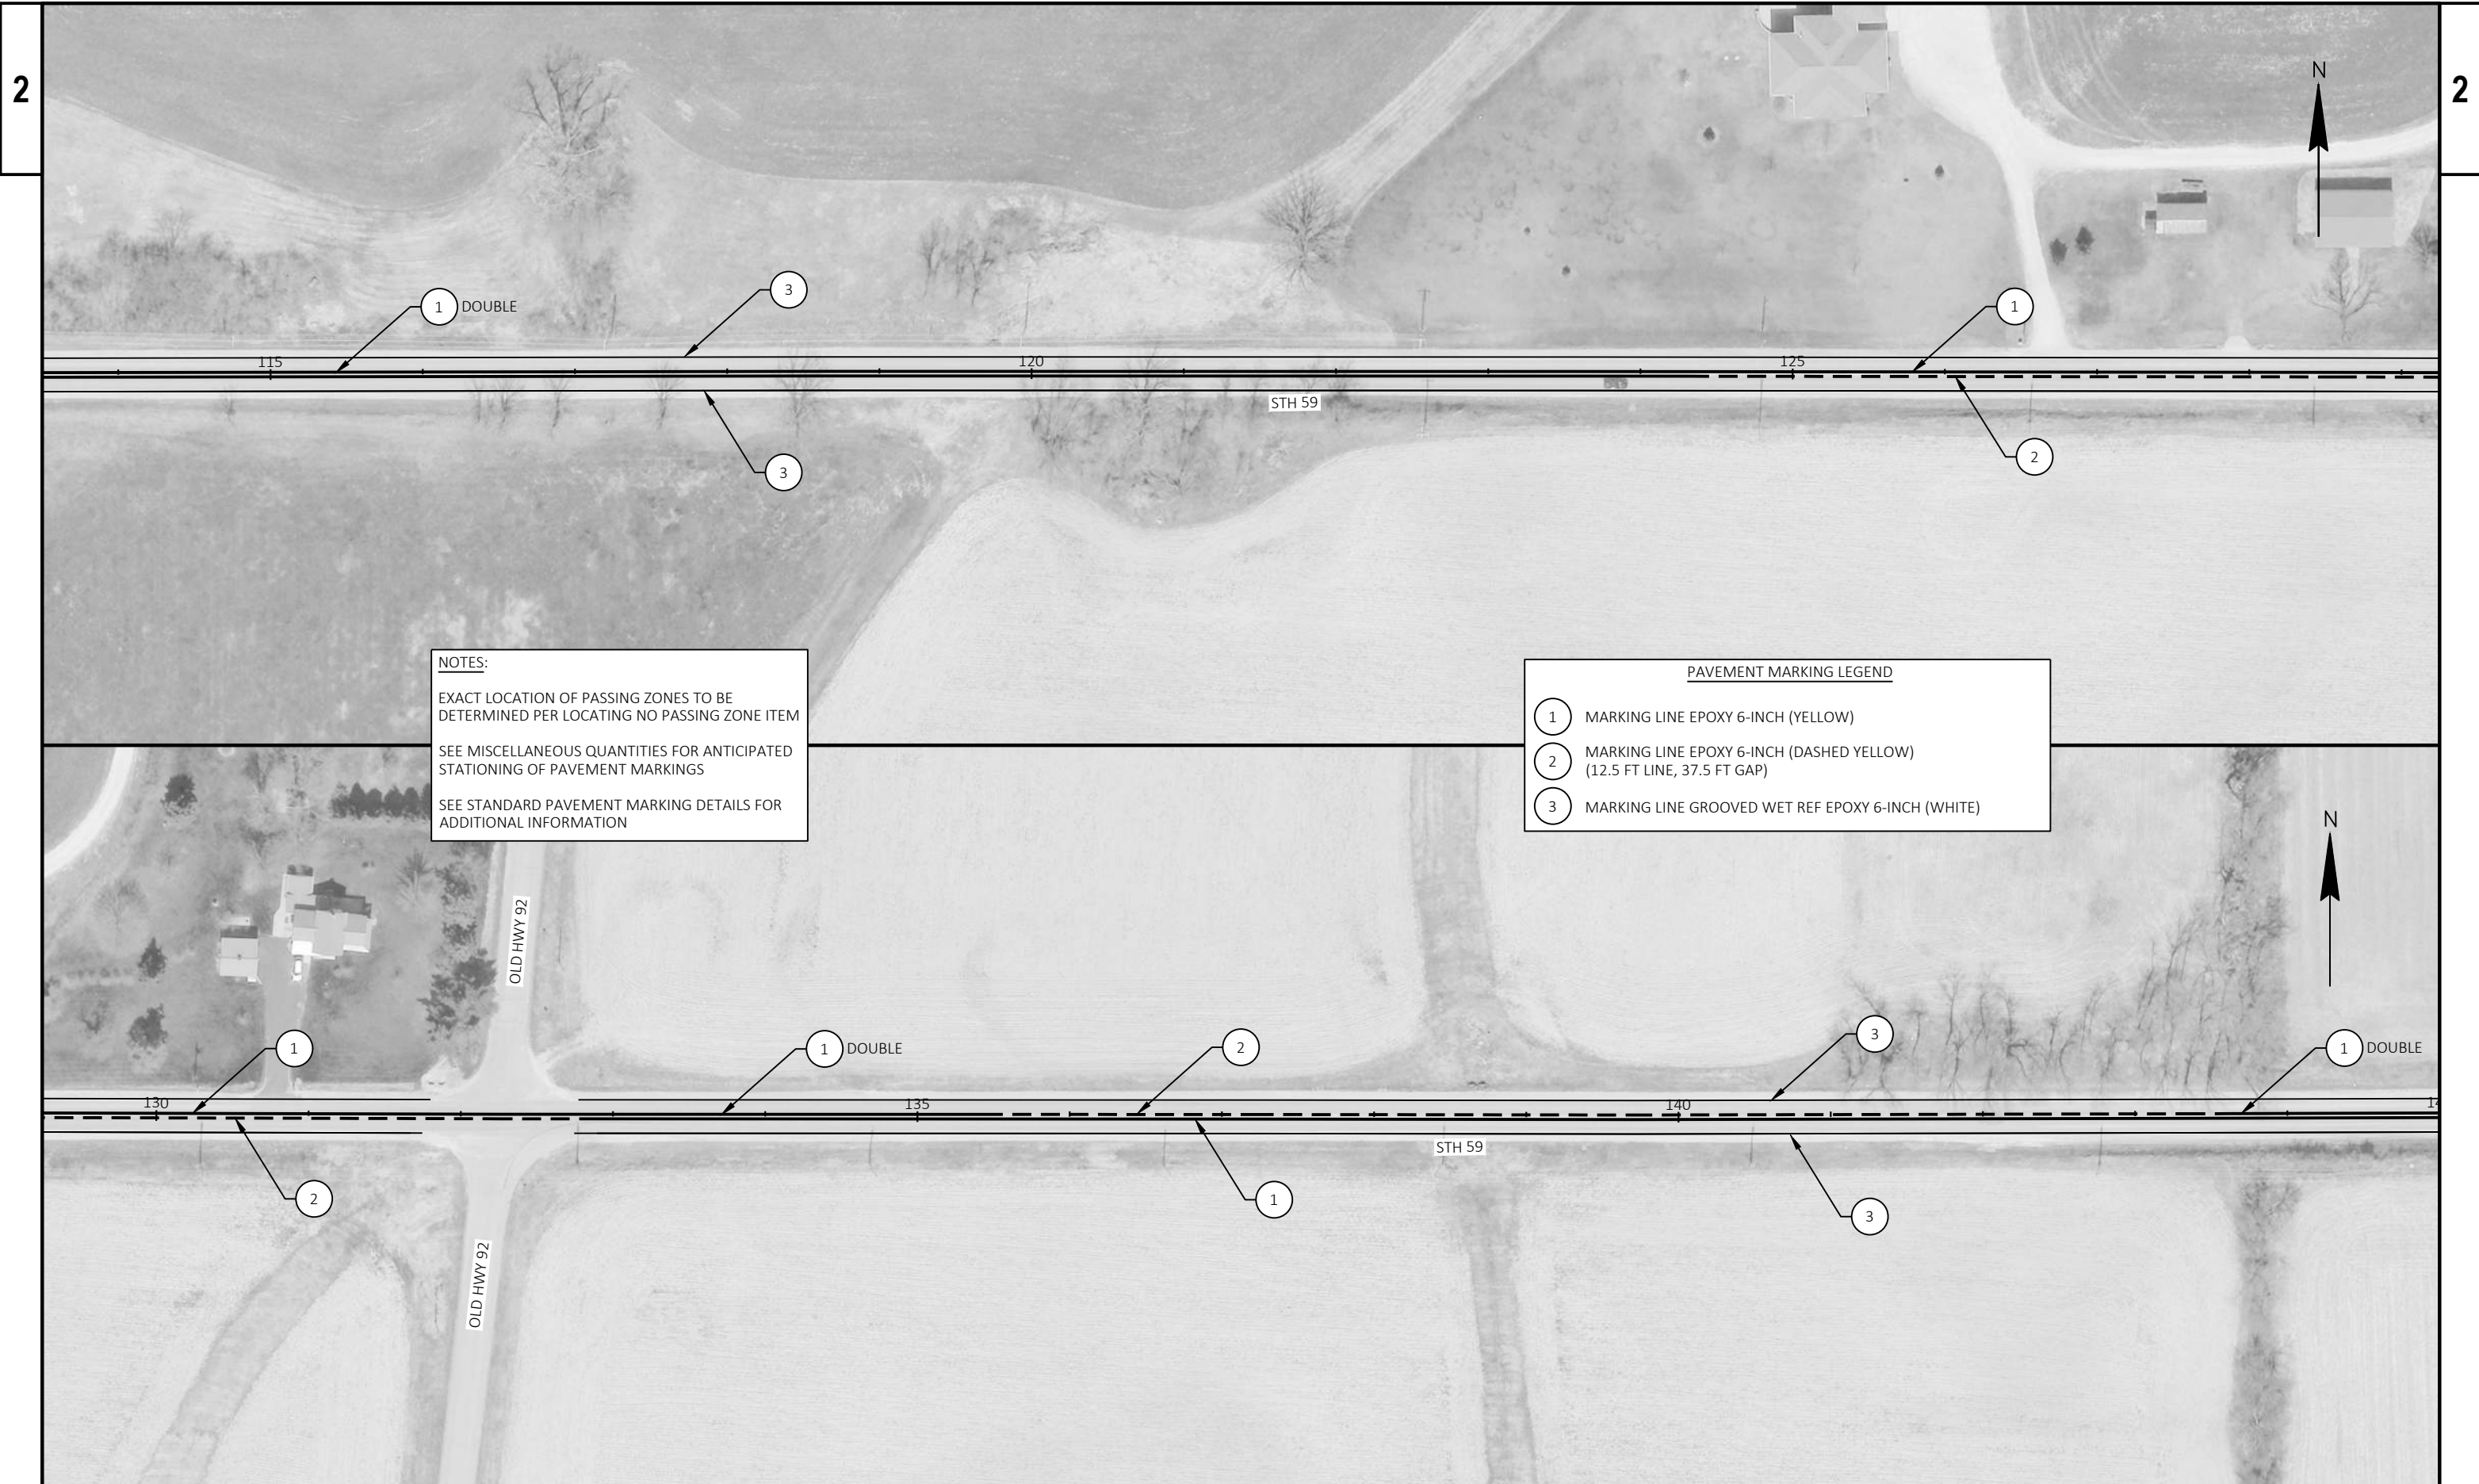 2
2
N
1 DOUBLE
3
1
115
120
125
STH 59
3
2
NOTES:
EXACT LOCATION OF PASSING ZONES TO BE
DETERMINED PER LOCATING NO PASSING ZONE ITEM
SEE MISCELLANEOUS QUANTITIES FOR ANTICIPATED
STATIONING OF PAVEMENT MARKINGS
SEE STANDARD PAVEMENT MARKING DETAILS FOR
ADDITIONAL INFORMATION
PAVEMENT MARKING LEGEND
1 MARKING LINE EPOXY 6-INCH (YELLOW)
2 MARKING LINE EPOXY 6-INCH (DASHED YELLOW)
(12.5 FT LINE, 37.5 FT GAP)
3 MARKING LINE GROOVED WET REF EPOXY 6-INCH (WHITE)
N
OLD HWY 92
1
1 DOUBLE
2
3
1 DOUBLE
130
135
140
STH 59
2
1
3
OLD HWY 92